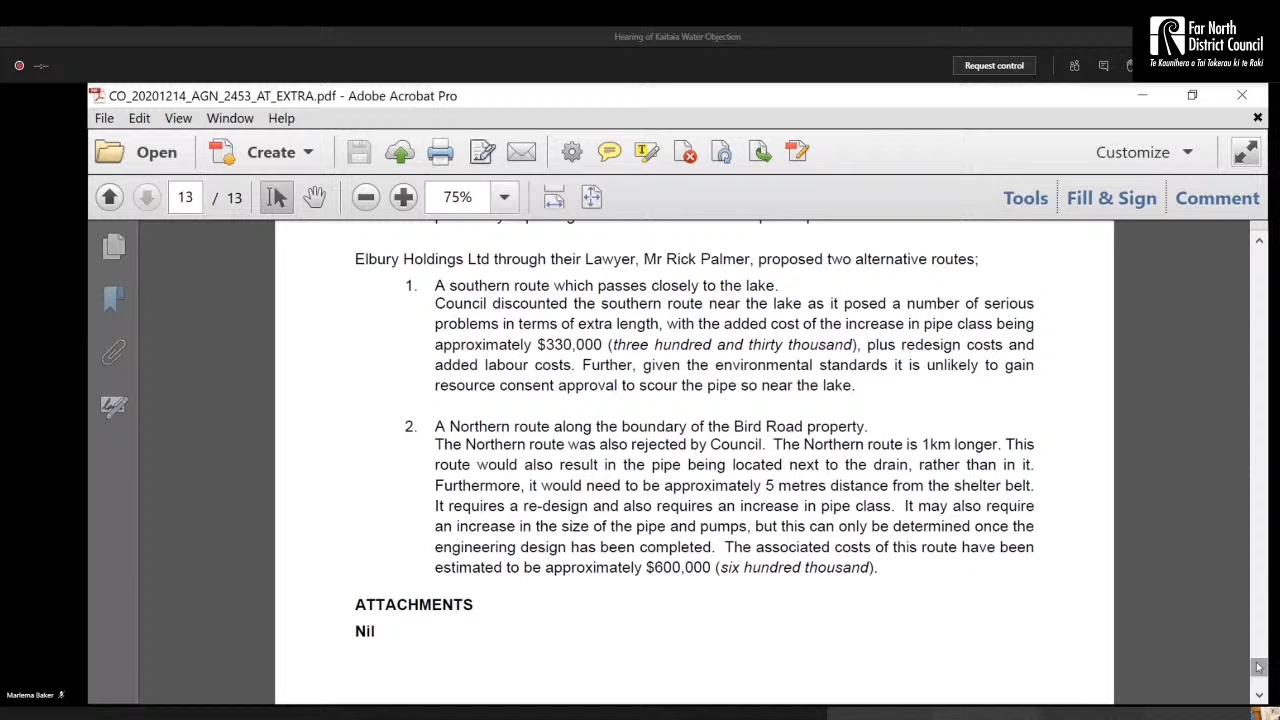 Hearing of Kaitaia Water Objection
Far North
District Council
Te Kaunihera o Tai Tokerau ki te Raki
--:--
Request control
CO_20201214_AGN_2453_AT_EXTRA.pdf - Adobe Acrobat Pro
File Edit View Window Help
Open Create Customize
13 / 13 75% Tools Fill & Sign Comment
Elbury Holdings Ltd through their Lawyer, Mr Rick Palmer, proposed two alternative routes;
1. A southern route which passes closely to the lake.
Council discounted the southern route near the lake as it posed a number of serious
problems in terms of extra length, with the added cost of the increase in pipe class being
approximately $330,000 (three hundred and thirty thousand), plus redesign costs and
added labour costs. Further, given the environmental standards it is unlikely to gain
resource consent approval to scour the pipe so near the lake.
2. A Northern route along the boundary of the Bird Road property.
The Northern route was also rejected by Council. The Northern route is 1km longer. This
route would also result in the pipe being located next to the drain, rather than in it.
Furthermore, it would need to be approximately 5 metres distance from the shelter belt.
It requires a re-design and also requires an increase in pipe class. It may also require
an increase in the size of the pipe and pumps, but this can only be determined once the
engineering design has been completed. The associated costs of this route have been
estimated to be approximately $600,000 (six hundred thousand).
ATTACHMENTS
Nil
Marlema Baker